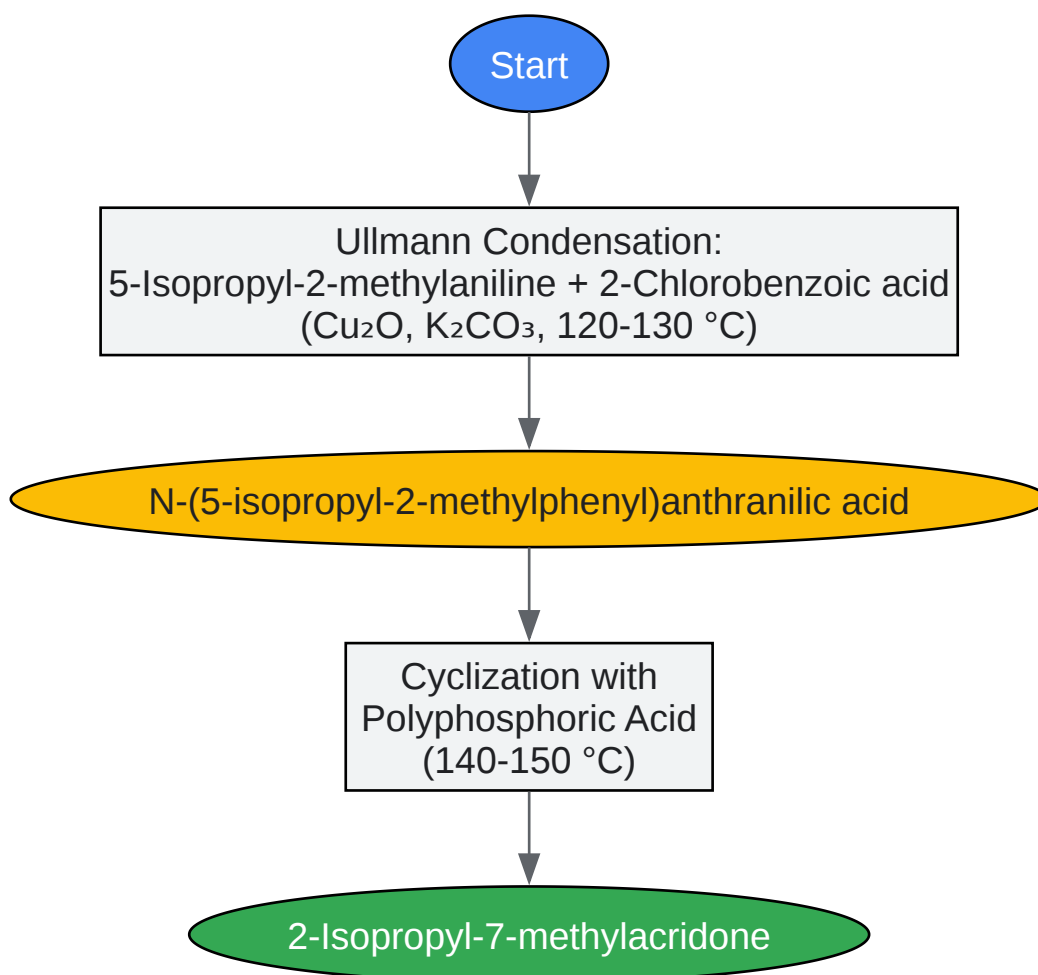 Start
Ullmann Condensation:
5-Isopropyl-2-methylaniline + 2-Chlorobenzoic acid
(Cu₂O, K₂CO₃, 120-130 °C)
N-(5-isopropyl-2-methylphenyl)anthranilic acid
Cyclization with
Polyphosphoric Acid
(140-150 °C)
2-Isopropyl-7-methylacridone